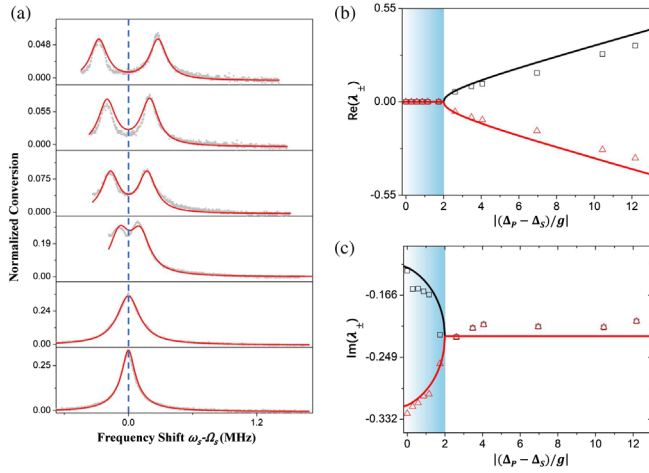 (a)
0.048
0.000
0.055
0.000
0.075
0.000
0.19
0.00
0.24
0.00
0.25
0.00
0.0
1.2
Normalized Conversion
Frequency Shift ωs-Ωs(MHz)
(b)
0.55
0.00
-0.55
Re(λ±)
0 2 4 6 8 10 12
|(ΔP − ΔS)/g|
(c)
-0.166
-0.249
-0.332
Im(λ±)
0 2 4 6 8 10 12
|(ΔP − ΔS)/g|